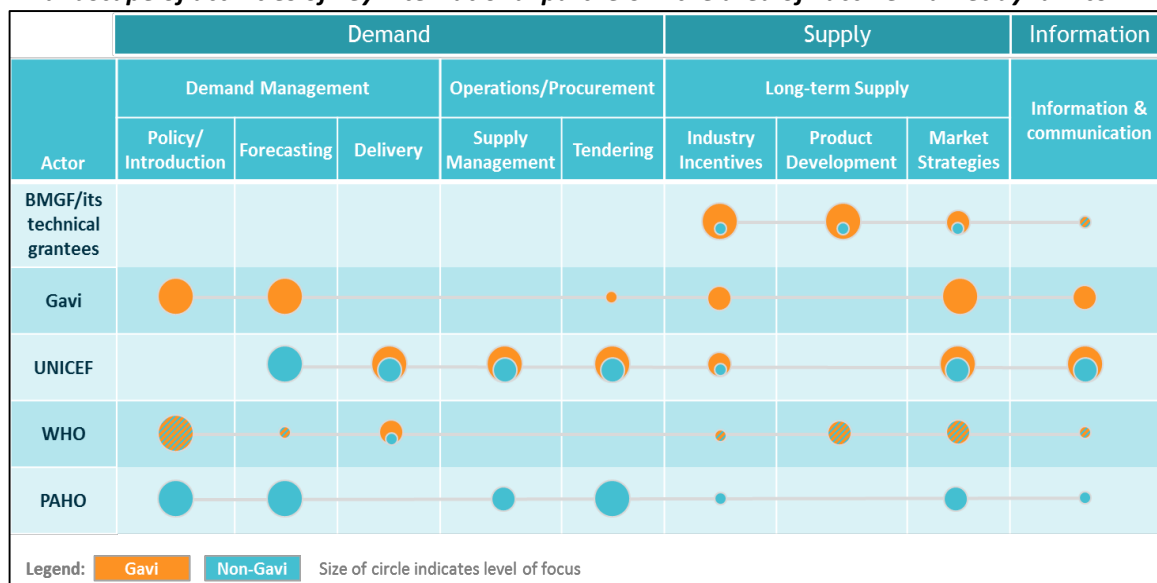 Demand Supply Information
Demand Management Operations/Procurement Long-term Supply Information &
communication
Actor
Policy/
Introduction
Forecasting
Delivery
Supply
Management
Tendering
Industry
Incentives
Product
Development
Market
Strategies
BMGF/its
technical
grantees
Gavi
UNICEF
WHO
PAHO
Legend: Gavi Non-Gavi Size of circle indicates level of focus